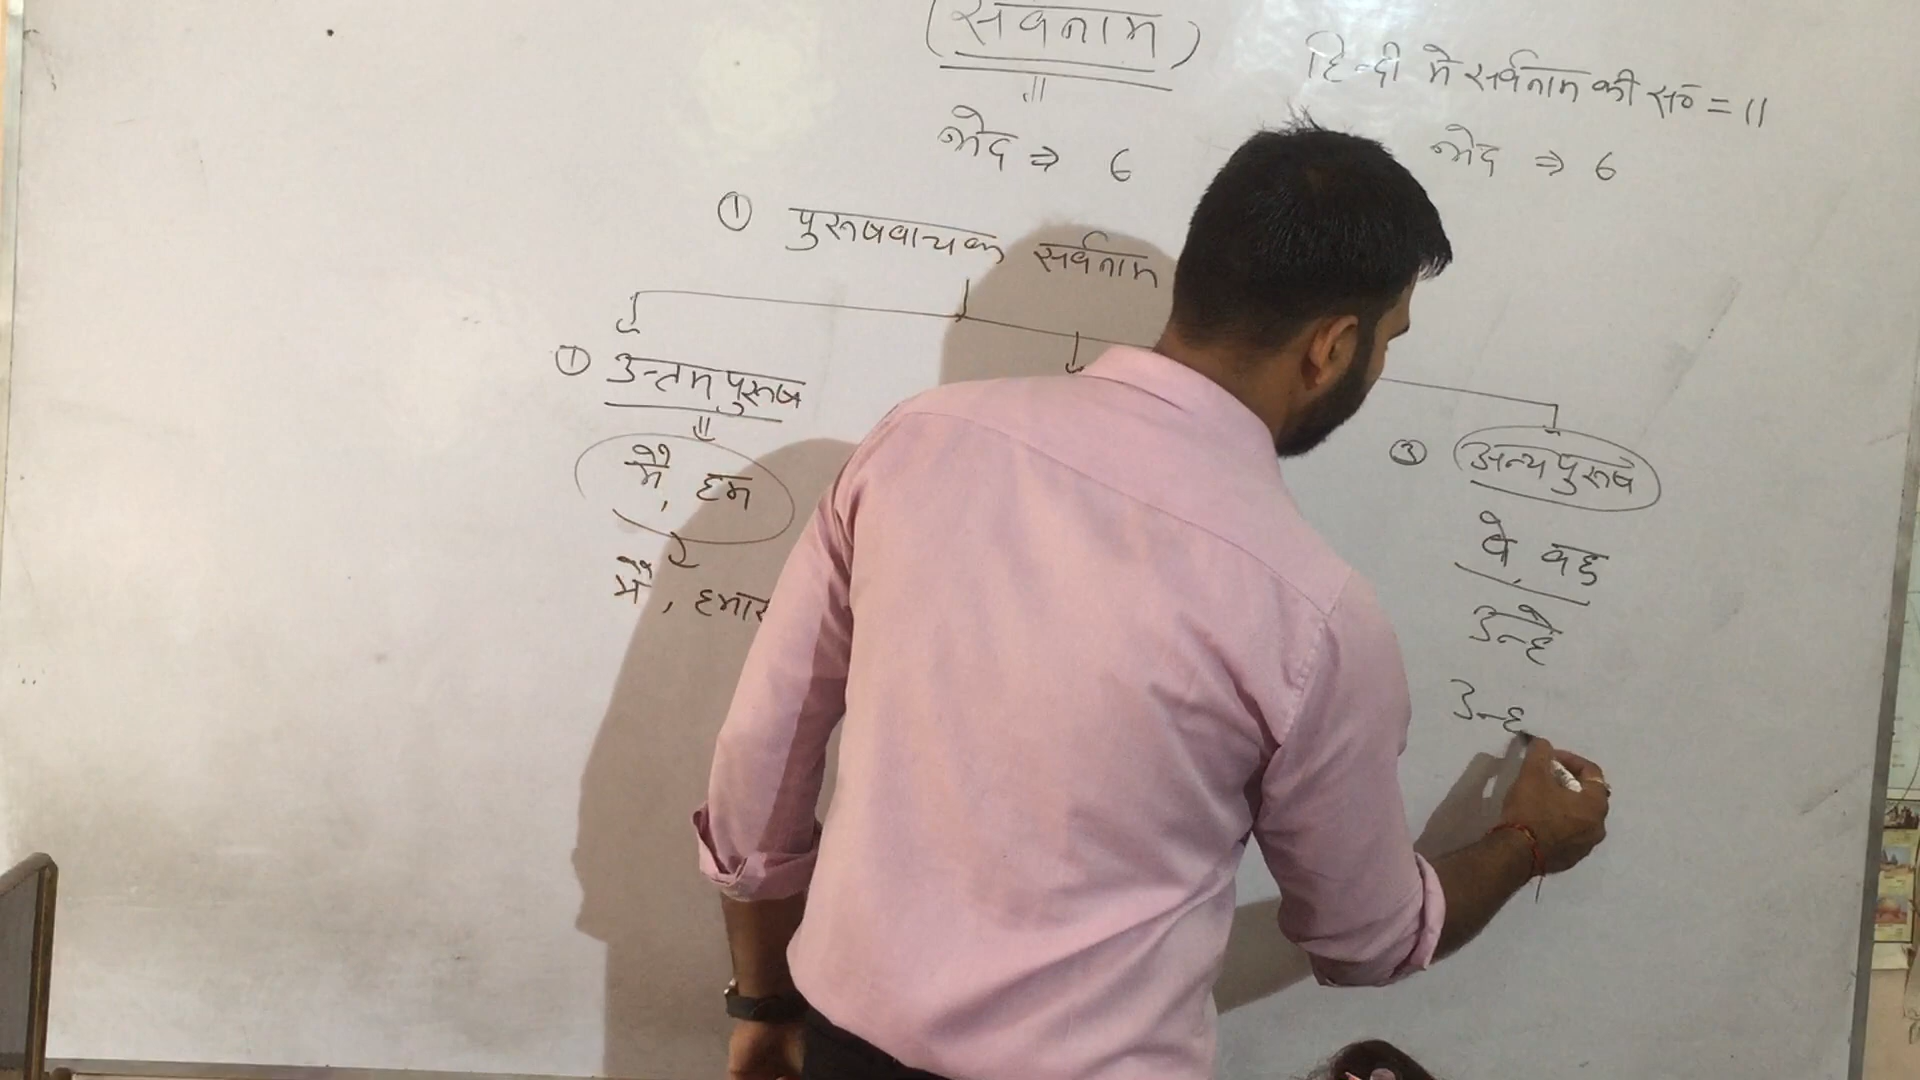 (सर्वनाम)
हिन्दी मे सर्वनाम की सं० = 11
भेद ⇒ 6
भेद ⇒ 6
① पुरूषवाचक सर्वनाम
① उत्तम पुरूष
मैं, हम
मैं, हमारा
③ अन्यपुरूष
वे, वह
उन्हे
उन्ह